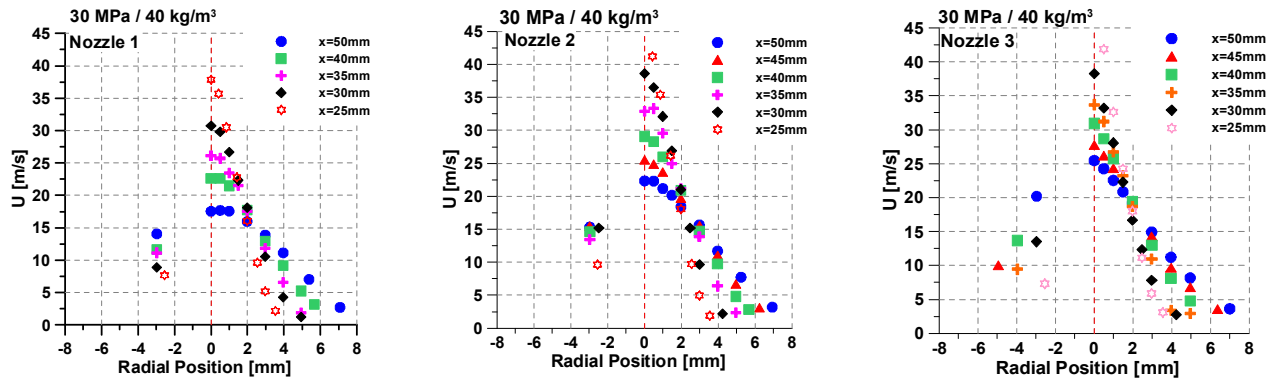 30 MPa / 40 kg/m³
Nozzle 1
x=50mm
x=40mm
x=35mm
x=30mm
x=25mm
U [m/s]
45
40
35
30
25
20
15
10
5
0
-8 -6 -4 -2 0 2 4 6 8
Radial Position [mm]
30 MPa / 40 kg/m³
Nozzle 2
x=50mm
x=45mm
x=40mm
x=35mm
x=30mm
x=25mm
U [m/s]
45
40
35
30
25
20
15
10
5
0
-8 -6 -4 -2 0 2 4 6 8
Radial Position [mm]
30 MPa / 40 kg/m³
Nozzle 3
x=50mm
x=45mm
x=40mm
x=35mm
x=30mm
x=25mm
U [m/s]
45
40
35
30
25
20
15
10
5
0
-8 -6 -4 -2 0 2 4 6 8
Radial Position [mm]